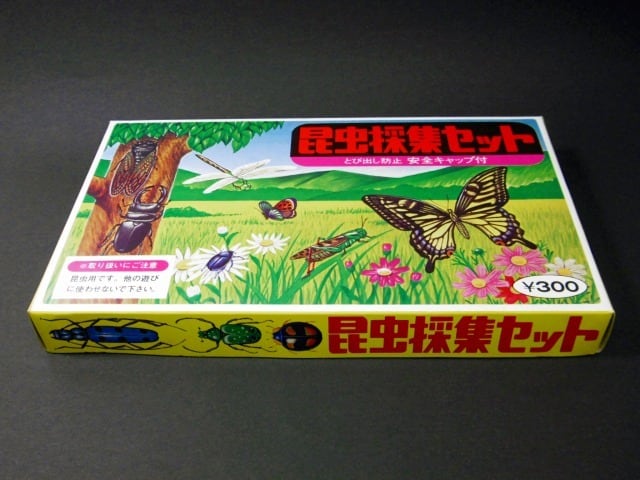 昆虫採集セット
とび出し防止 安全キャップ付
※取り扱いにご注意
昆虫用です。他の遊び
に使わせないで下さい。
¥300
昆虫採集セット